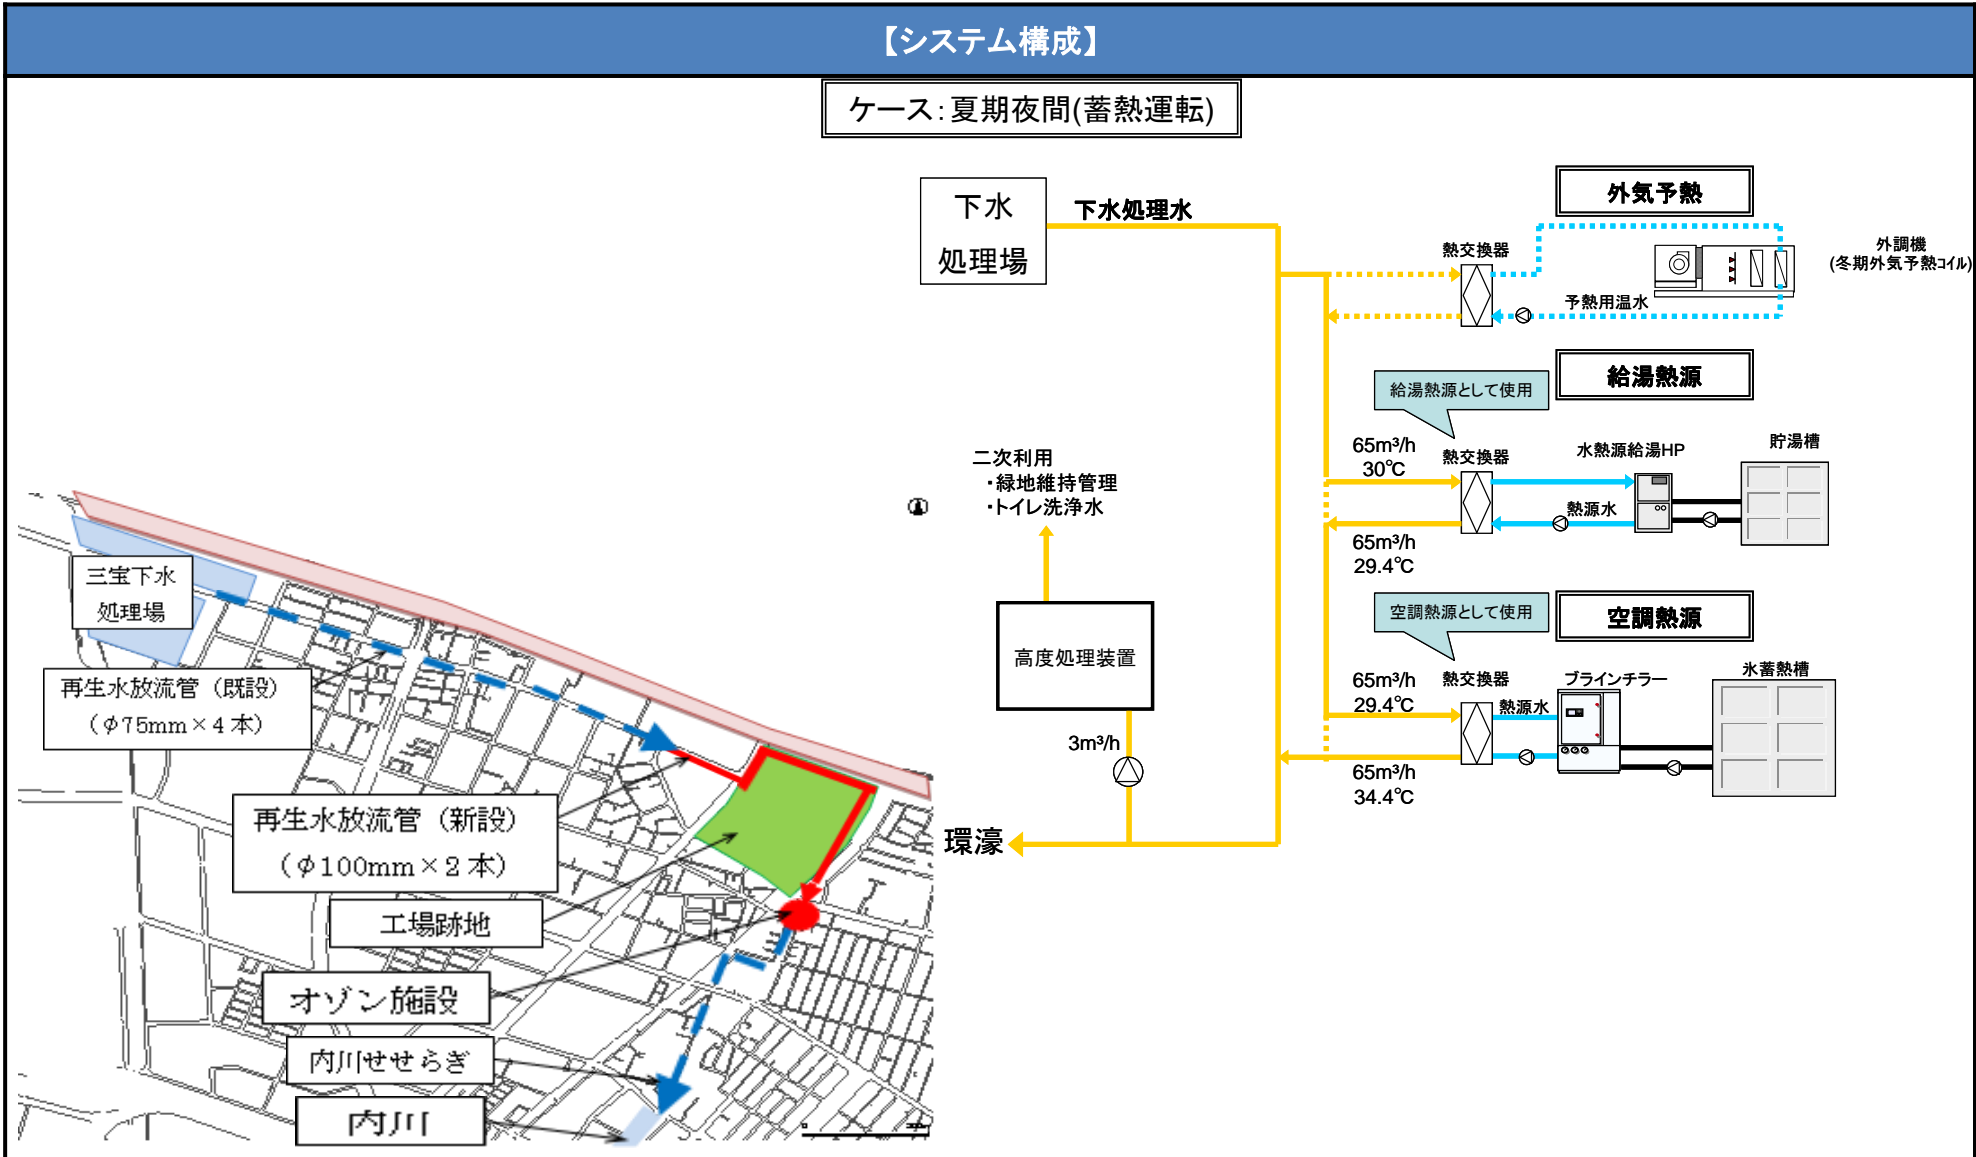 【システム構成】
ケース：夏期夜間(蓄熱運転)
下水
処理場
下水処理水
外気予熱
熱交換器
外調機
(冬期外気予熱コイル)
予熱用温水
給湯熱源
給湯熱源として使用
65m³/h
30℃
熱交換器
水熱源給湯HP
貯湯槽
熱源水
65m³/h
29.4℃
空調熱源
空調熱源として使用
65m³/h
29.4℃
熱交換器
熱源水
ブラインチラー
氷蓄熱槽
65m³/h
34.4℃
二次利用
・緑地維持管理
・トイレ洗浄水
高度処理装置
3m³/h
環濠
三宝下水
処理場
再生水放流管（既設）
（φ75mm×4本）
再生水放流管（新設）
（φ100mm×2本）
工場跡地
オゾン施設
内川せせらぎ
内川